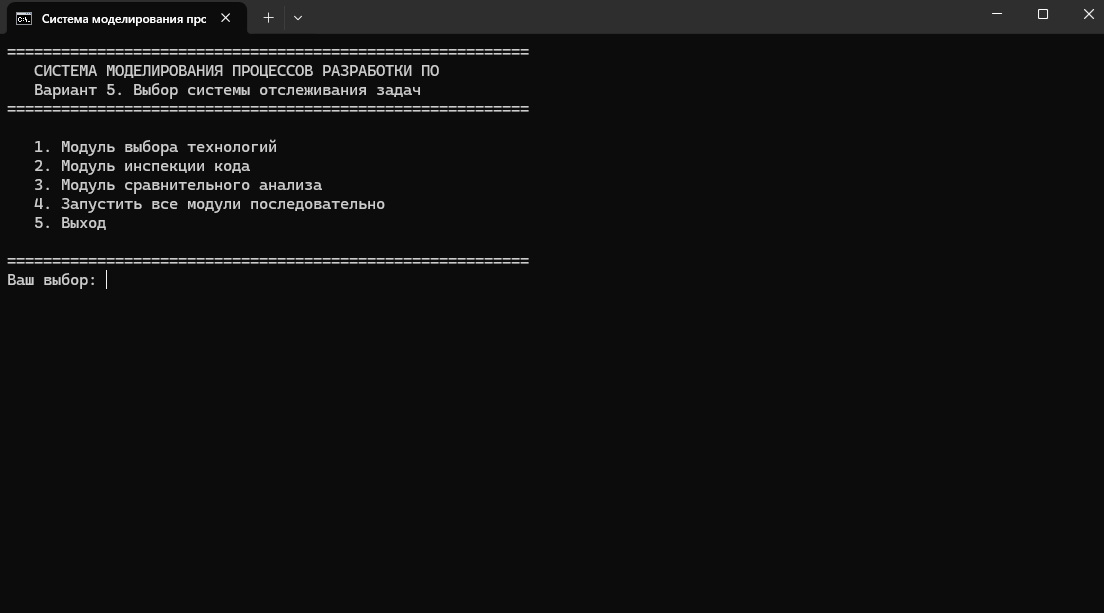 Система моделирования прс
==========================================================
СИСТЕМА МОДЕЛИРОВАНИЯ ПРОЦЕССОВ РАЗРАБОТКИ ПО
Вариант 5. Выбор системы отслеживания задач
==========================================================
1. Модуль выбора технологий
2. Модуль инспекции кода
3. Модуль сравнительного анализа
4. Запустить все модули последовательно
5. Выход
==========================================================
Ваш выбор: